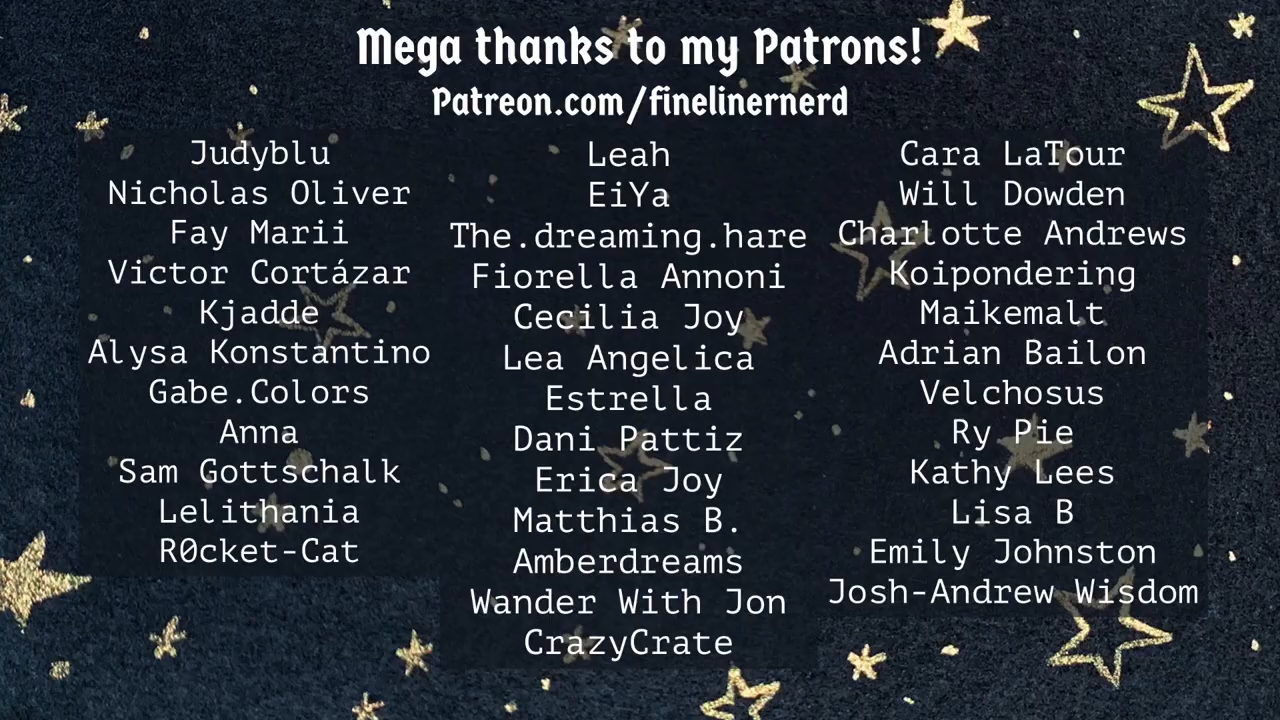 Mega thanks to my Patrons!
Patreon.com/finelinernerd
Judyblu
Nicholas Oliver
Fay Marii
Victor Cortázar
Kjadde
Alysa Konstantino
Gabe.Colors
Anna
Sam Gottschalk
Lelithania
R0cket-Cat
Leah
EiYa
The.dreaming.hare
Fiorella Annoni
Cecilia Joy
Lea Angelica
Estrella
Dani Pattiz
Erica Joy
Matthias B.
Amberdreams
Wander With Jon
CrazyCrate
Cara LaTour
Will Dowden
Charlotte Andrews
Koipondering
Maikemalt
Adrian Bailon
Velchosus
Ry Pie
Kathy Lees
Lisa B
Emily Johnston
Josh-Andrew Wisdom